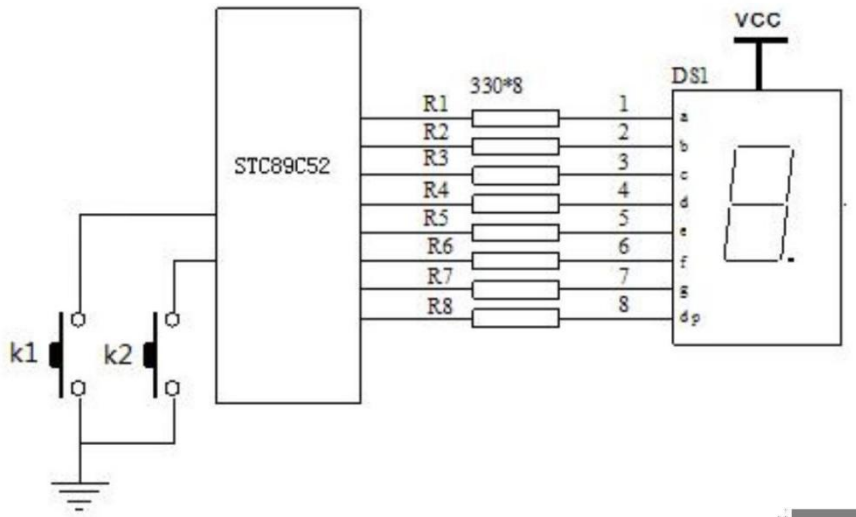 VCC
DS1
330*8
R1 1 a
R2 2 b
R3 3 c
STC89C52
R4 4 d
R5 5 e
R6 6 f
R7 7 g
R8 8 dp
k1 k2